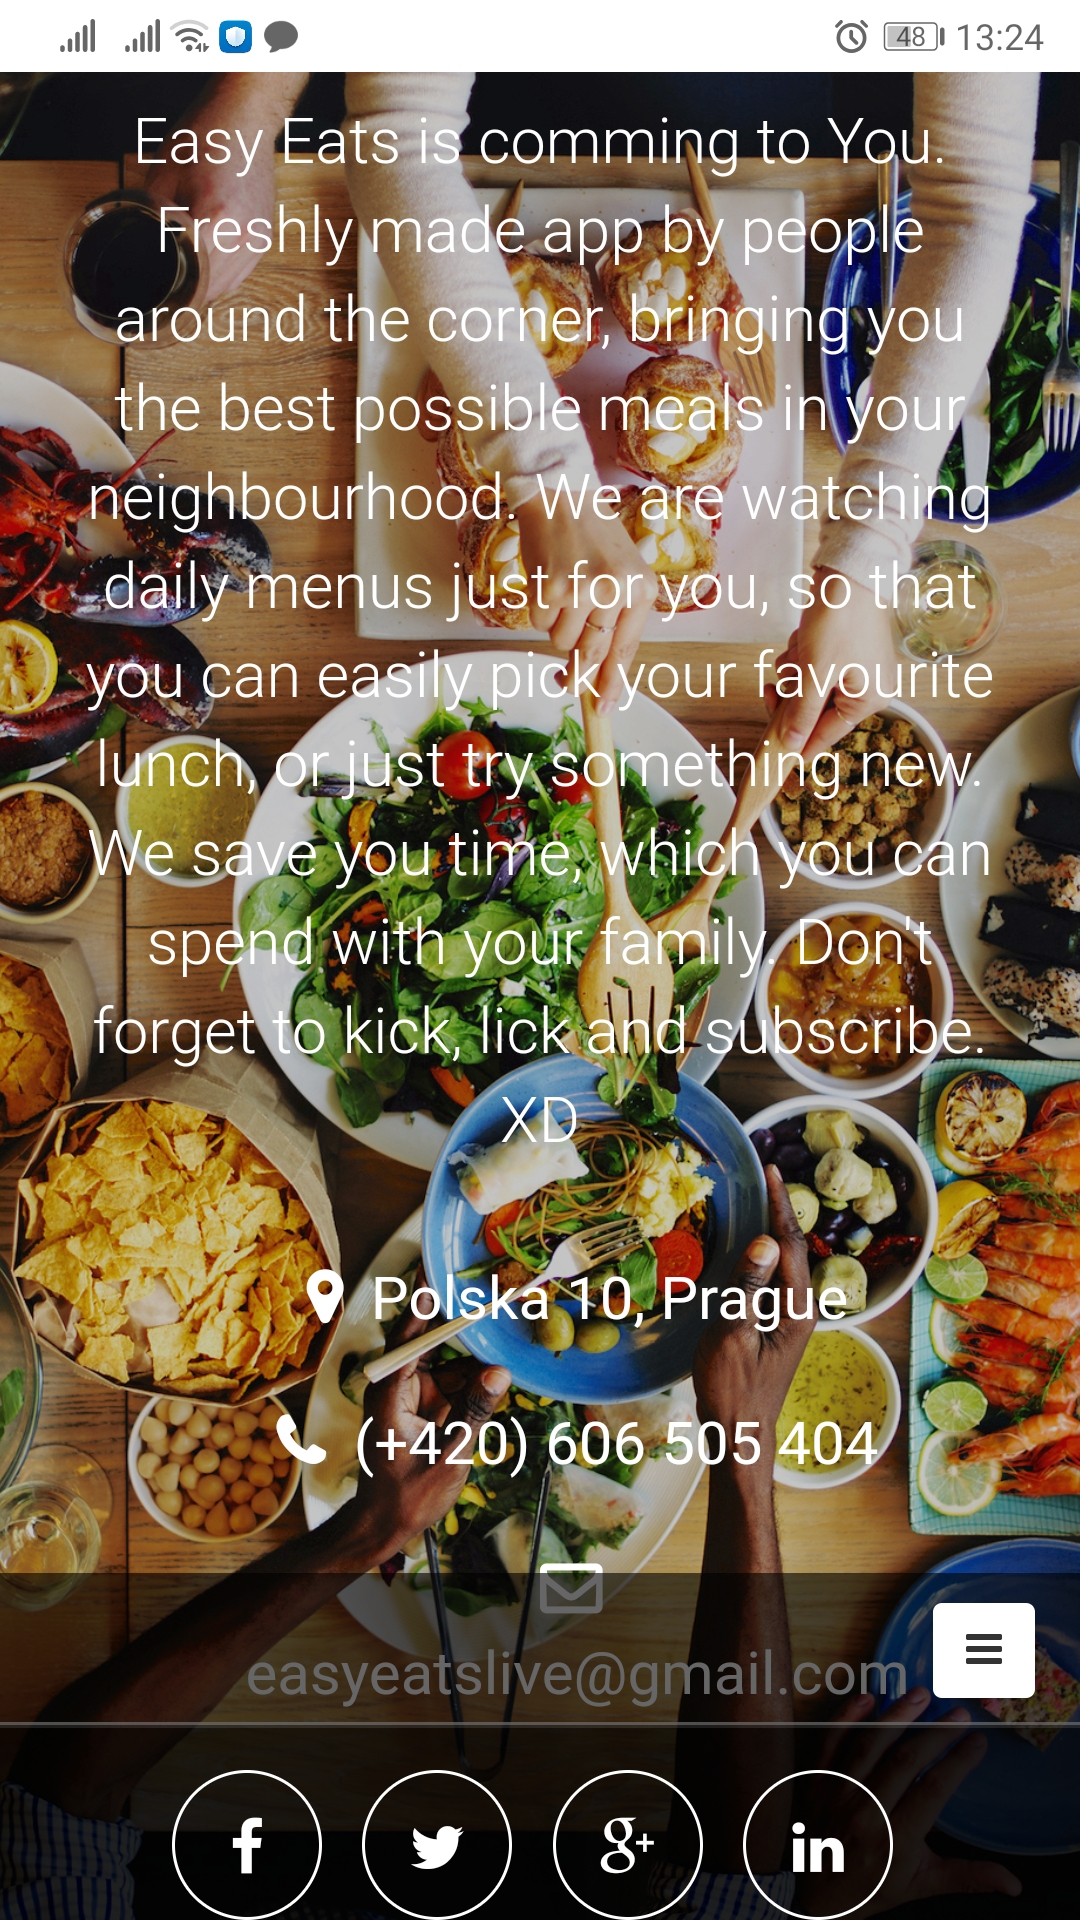 48 13:24
Easy Eats is comming to You.
Freshly made app by people
around the corner, bringing you
the best possible meals in your
neighbourhood. We are watching
daily menus just for you, so that
you can easily pick your favourite
lunch, or just try something new.
We save you time, which you can
spend with your family. Don't
forget to kick, lick and subscribe.
XD
Polska 10, Prague
(+420) 606 505 404
easyeatslive@gmail.com
f g+ in